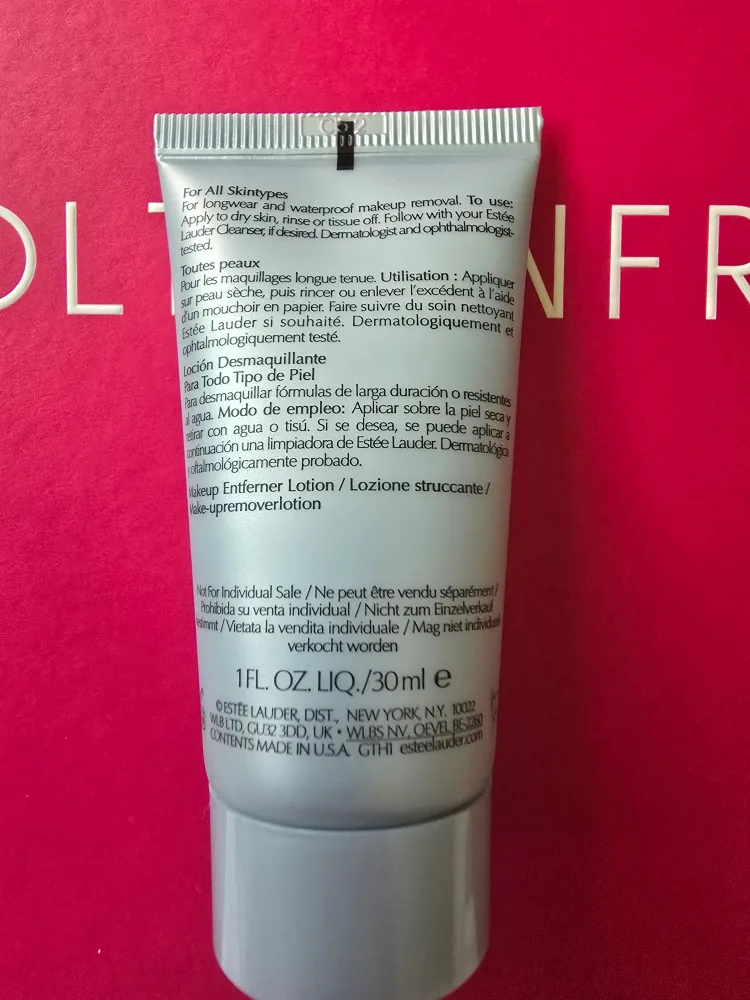 C52
For All Skintypes
For longwear and waterproof makeup removal. To use:
Apply to dry skin, rinse or tissue off. Follow with your Estée
Lauder Cleanser, if desired. Dermatologist and ophthalmologist-
tested.
Toutes peaux
Pour les maquillages longue tenue. Utilisation : Appliquer
sur peau sèche, puis rincer ou enlever l'excédent à l'aide
d'un mouchoir en papier. Faire suivre du soin nettoyant
Estée Lauder si souhaité. Dermatologiquement et
ophtalmologiquement testé.
Loción Desmaquillante
Para Todo Tipo de Piel
Para desmaquillar fórmulas de larga duración o resistentes
al agua. Modo de empleo: Aplicar sobre la piel seca y
retirar con agua o tisú. Si se desea, se puede aplicar a
continuación una limpiadora de Estée Lauder. Dermatológica
y oftalmológicamente probado.
Makeup Entferner Lotion / Lozione struccante /
Make-upremoverlotion
Not For Individual Sale / Ne peut être vendu séparément /
Prohibida su venta individual / Nicht zum Einzelverkauf
bestimmt / Vietata la vendita individuale / Mag niet individueel
verkocht worden
1 FL. OZ. LIQ./30 ml e
© ESTÉE LAUDER, DIST., NEW YORK, N.Y. 10022
WLB LTD, GU32 3DD, UK • WLBS NV, OEVEL BE-2260
CONTENTS MADE IN U.S.A. GTH1 esteelauder.com